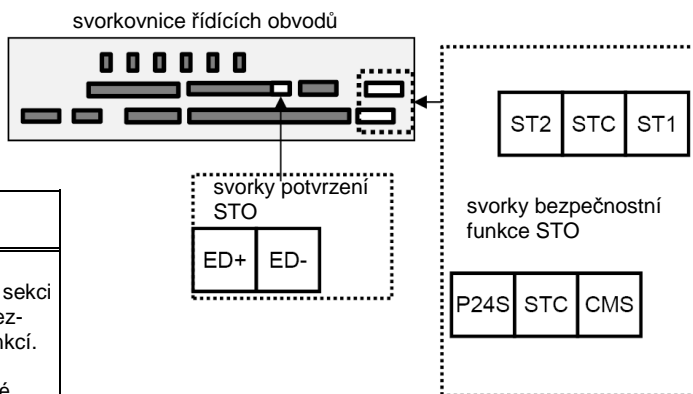 svorkovnice řídících obvodů
ST2 STC ST1
svorky potvrzení
STO
ED+ ED-
svorky bezpečnostní
funkce STO
P24S STC CMS
sekci
ez-
nkcí.